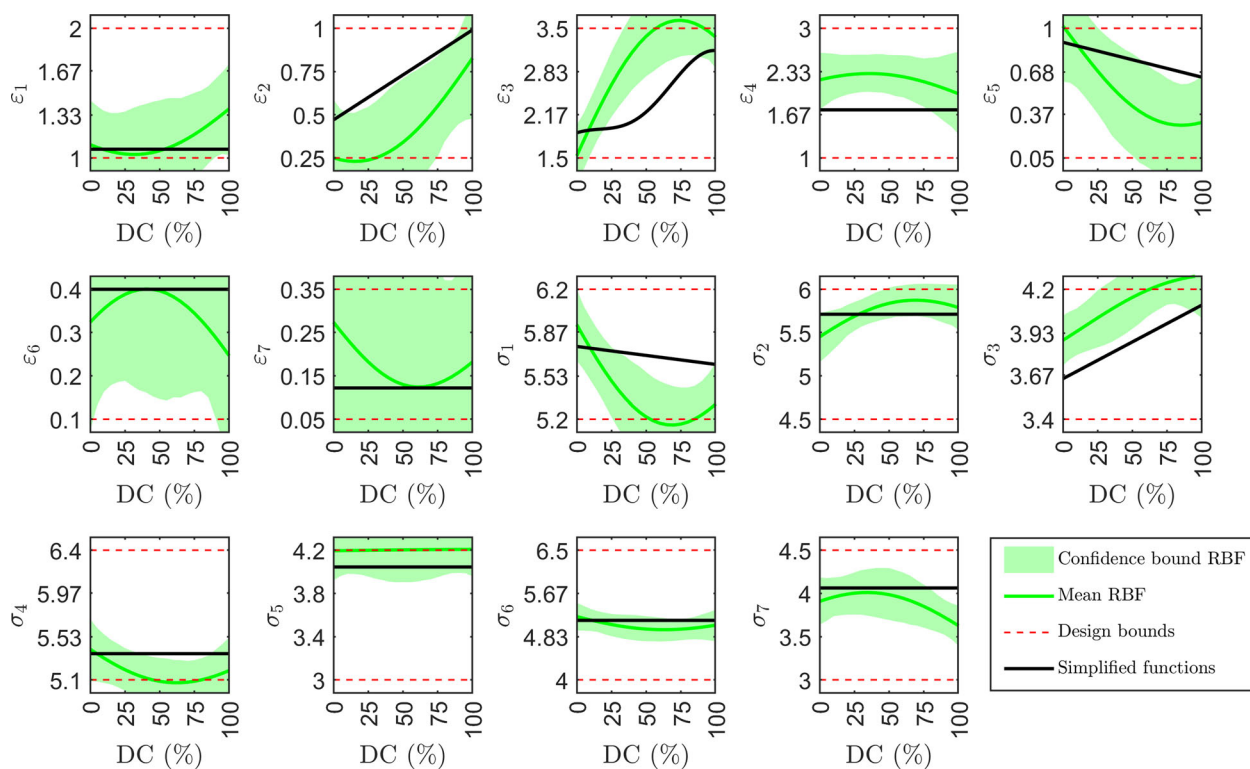 ε1
2
1.67
1.33
1
0 25 50 75 100
DC (%)
ε2
1
0.75
0.5
0.25
0 25 50 75 100
DC (%)
ε3
3.5
2.83
2.17
1.5
0 25 50 75 100
DC (%)
ε4
3
2.33
1.67
1
0 25 50 75 100
DC (%)
ε5
1
0.68
0.37
0.05
0 25 50 75 100
DC (%)
ε6
0.4
0.3
0.2
0.1
0 25 50 75 100
DC (%)
ε7
0.35
0.25
0.15
0.05
0 25 50 75 100
DC (%)
σ1
6.2
5.87
5.53
5.2
0 25 50 75 100
DC (%)
σ2
6
5.5
5
4.5
0 25 50 75 100
DC (%)
σ3
4.2
3.93
3.67
3.4
0 25 50 75 100
DC (%)
σ4
6.4
5.97
5.53
5.1
0 25 50 75 100
DC (%)
σ5
4.2
3.8
3.4
3
0 25 50 75 100
DC (%)
σ6
6.5
5.67
4.83
4
0 25 50 75 100
DC (%)
σ7
4.5
4
3.5
3
0 25 50 75 100
DC (%)
Confidence bound RBF
Mean RBF
Design bounds
Simplified functions